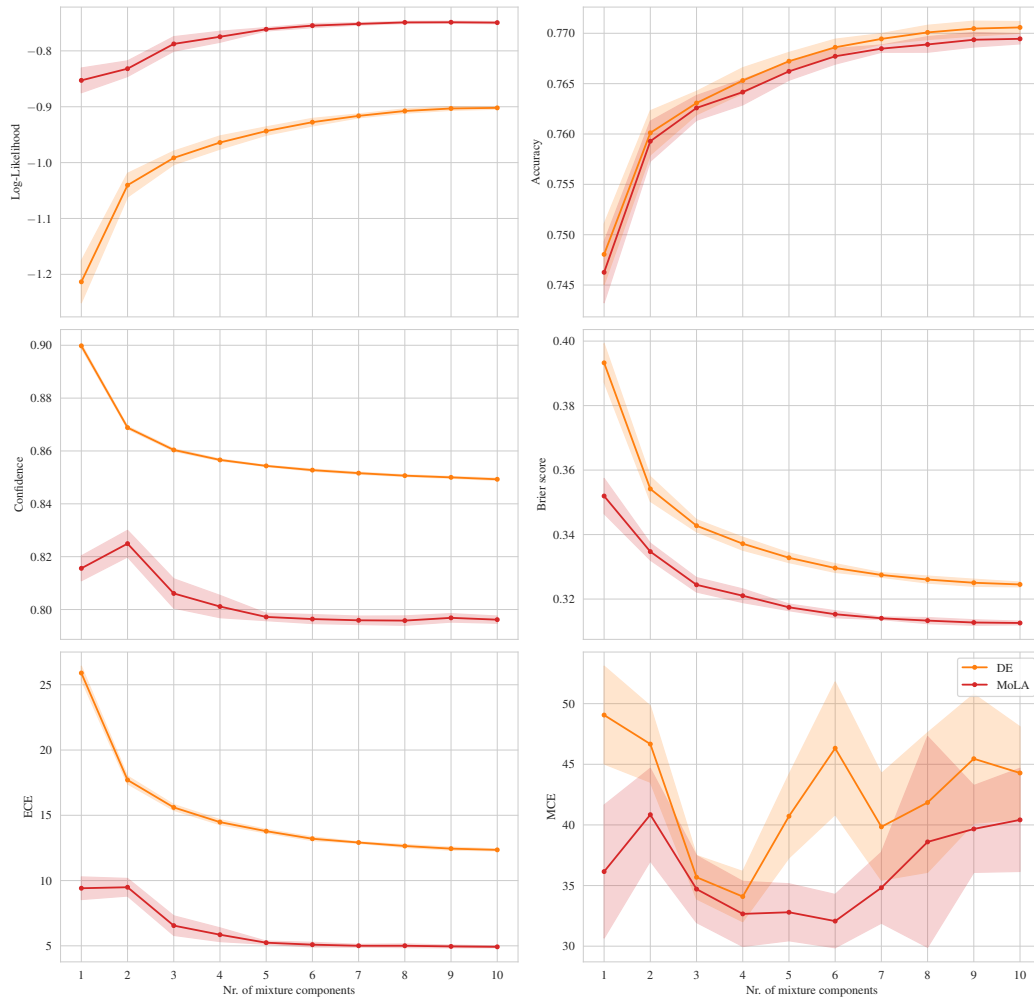 −0.8
−0.9
−1.0
−1.1
−1.2
Log-Likelihood
0.770
0.765
0.760
0.755
0.750
0.745
Accuracy
0.90
0.88
0.86
0.84
0.82
0.80
Confidence
0.40
0.38
0.36
0.34
0.32
Brier score
25
20
15
10
5
ECE
1 2 3 4 5 6 7 8 9 10
Nr. of mixture components
DE
MoLA
50
45
40
35
30
MCE
1 2 3 4 5 6 7 8 9 10
Nr. of mixture components